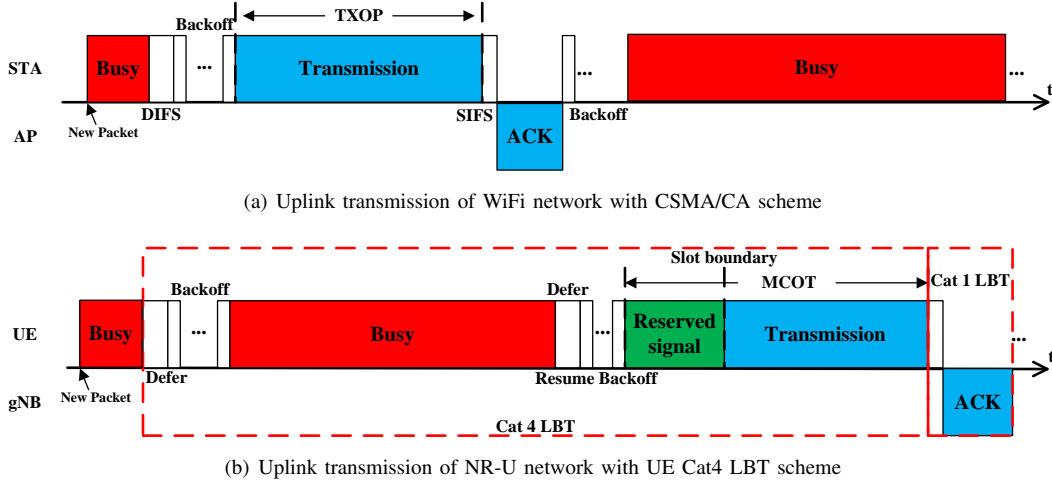 TXOP
Backoff
STA
Busy
...
Transmission
...
Busy
...
t
New Packet
DIFS
SIFS
Backoff
AP
ACK
(a) Uplink transmission of WiFi network with CSMA/CA scheme
Slot boundary
MCOT
Cat 1 LBT
Backoff
Defer
UE
Busy
...
Busy
...
Reserved
signal
Transmission
...
t
New Packet
Defer
Resume Backoff
gNB
ACK
Cat 4 LBT
(b) Uplink transmission of NR-U network with UE Cat4 LBT scheme